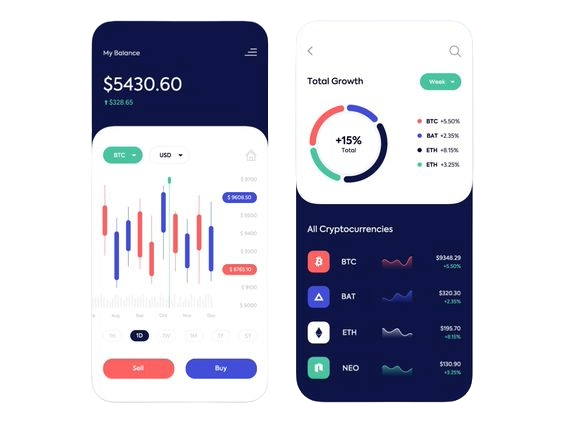 My Balance
$5430.60
$328.65
BTC
USD
$ 9700
$ 9608.50
$ 9500
$ 9400
$ 9300
$ 8765.10
$ 9100
$ 9000
Aug
Sep
Oct
Nov
Dec
1H
1D
1W
1M
1Y
Sell
Buy
Total Growth
Week
+15%
Total
BTC +5.50%
BAT +2.35%
ETH +8.15%
ETH +3.25%
All Cryptocurrencies
BTC
$9348.29
+5.50%
BAT
$320.30
+2.35%
ETH
$195.70
+8.15%
NEO
$130.90
+3.25%